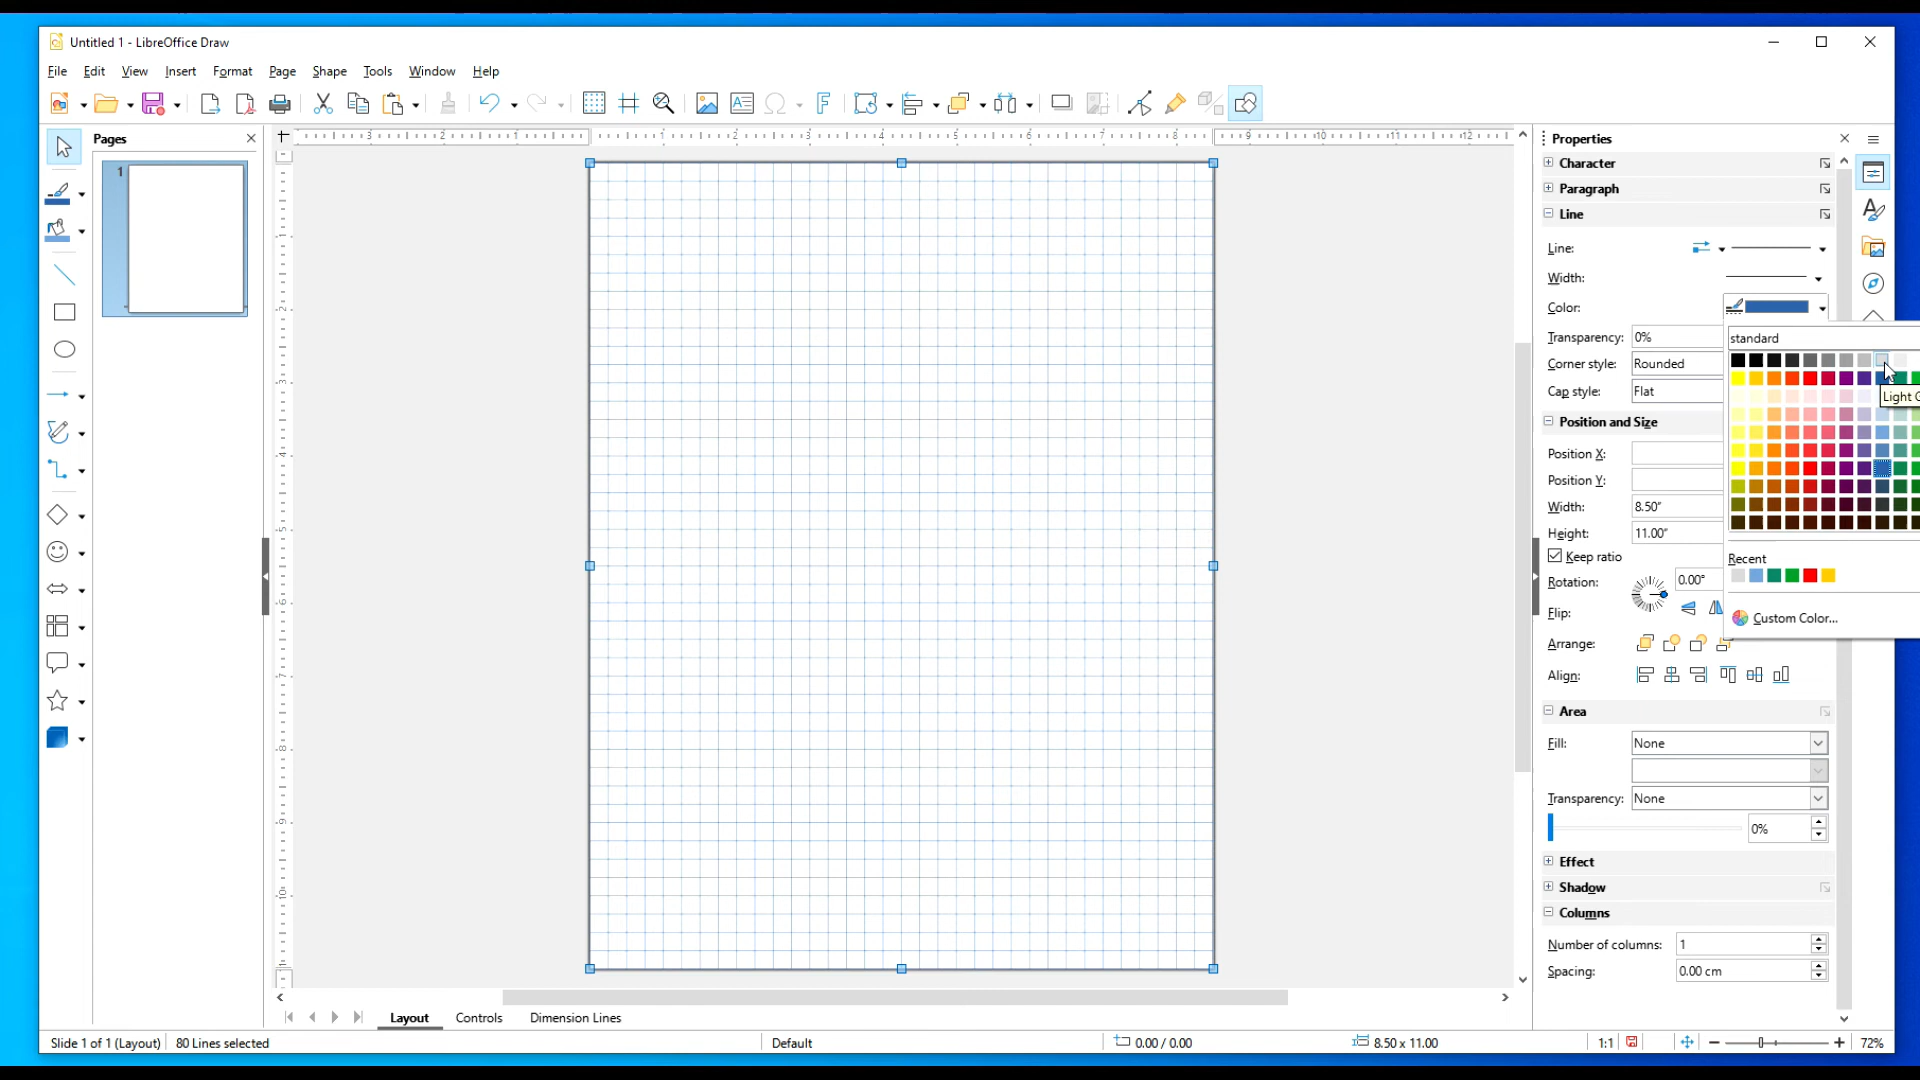 Untitled 1 - LibreOffice Draw
File Edit View Insert Format Page Shape Tools Window Help
Pages
1
Properties
Character
Paragraph
Line
Line:
Width:
Color:
Transparency: 0%
Corner style: Rounded
Cap style: Flat
standard
Light G
Position and Size
Position X:
Position Y:
Width: 8.50"
Height: 11.00"
Keep ratio
Rotation: 0.00°
Flip:
Recent
Custom Color...
Arrange:
Align:
Area
Fill: None
Transparency: None
0%
Effect
Shadow
Columns
Number of columns: 1
Spacing: 0.00 cm
Layout Controls Dimension Lines
Slide 1 of 1 (Layout) 80 Lines selected Default 0.00 / 0.00 8.50 x 11.00 1:1 72%